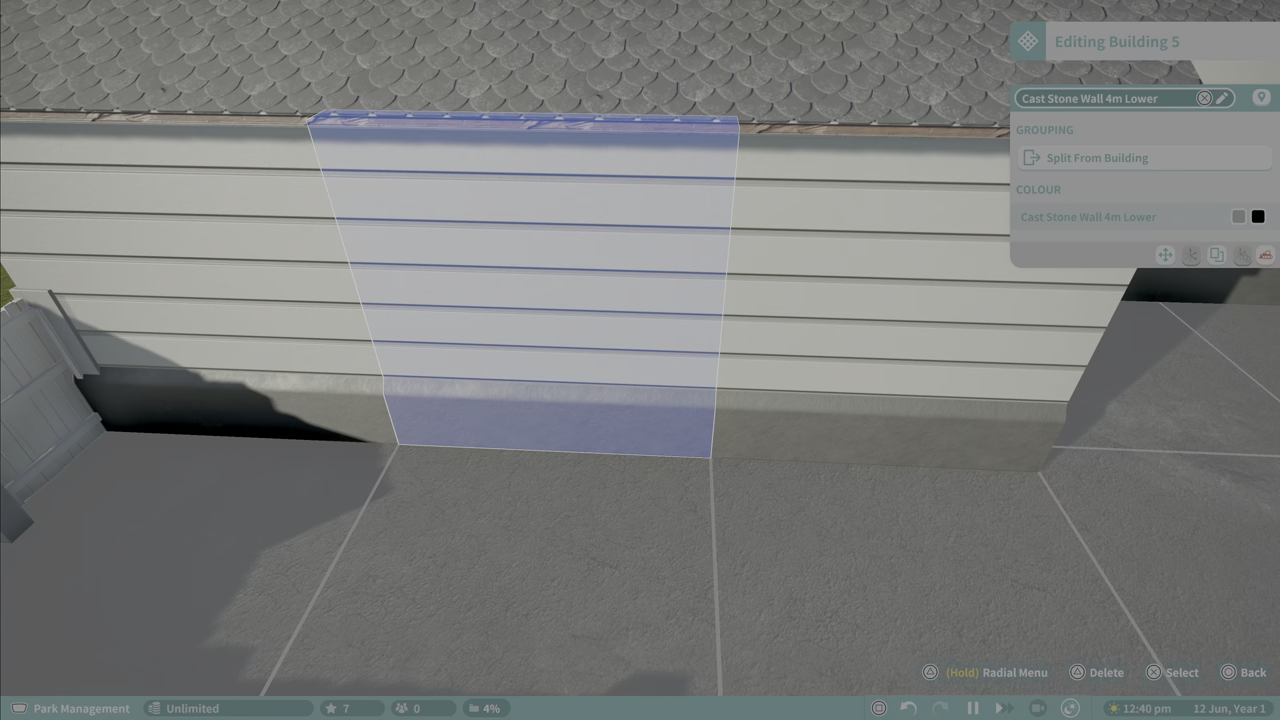 Editing Building 5
Cast Stone Wall 4m Lower
GROUPING
Split From Building
COLOUR
Cast Stone Wall 4m Lower
(Hold) Radial Menu
Delete
Select
Back
Park Management
Unlimited
7
0
4%
12:40 pm
12 Jun, Year 1